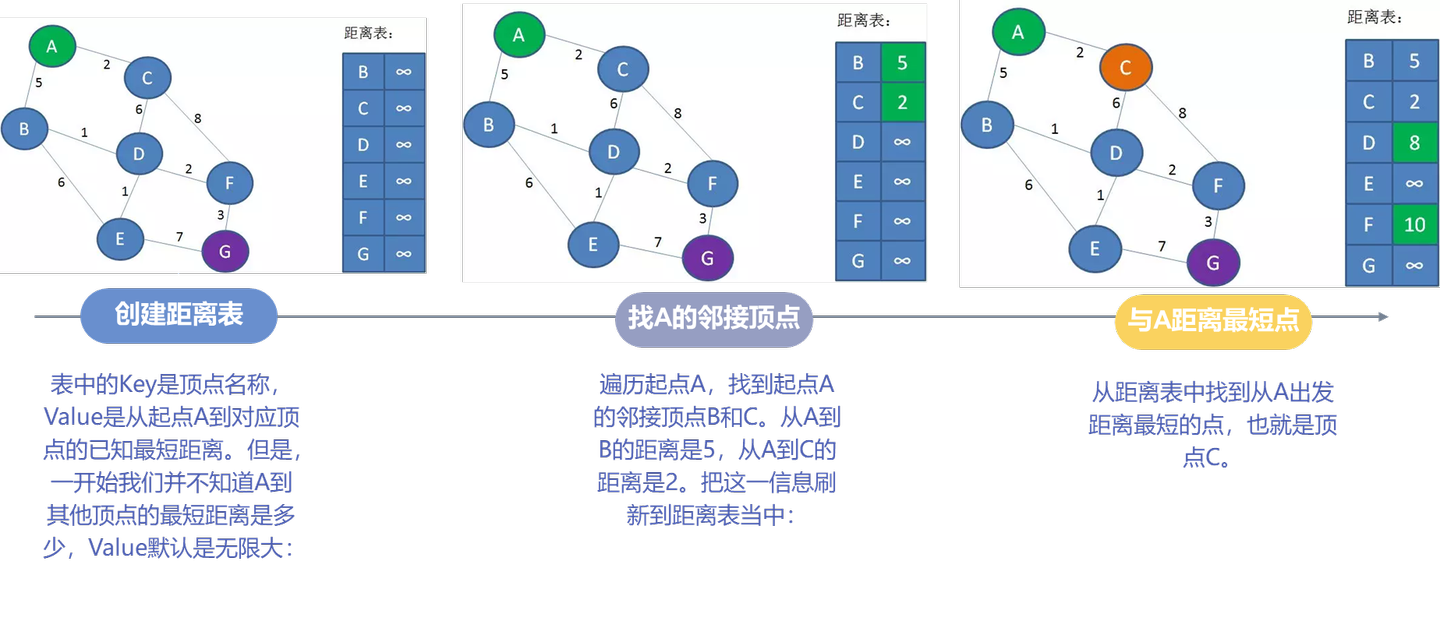 距离表：
A
2
C
5
6
8
B
1
D
2
F
6
1
3
E
7
G
B ∞
C ∞
D ∞
E ∞
F ∞
G ∞
创建距离表
表中的Key是顶点名称，
Value是从起点A到对应顶
点的已知最短距离。但是，
一开始我们并不知道A到
其他顶点的最短距离是多
少，Value默认是无限大：
距离表：
A
2
C
5
6
8
B
1
D
2
F
6
1
3
E
7
G
B 5
C 2
D ∞
E ∞
F ∞
G ∞
找A的邻接顶点
遍历起点A，找到起点A
的邻接顶点B和C。从A到
B的距离是5，从A到C的
距离是2。把这一信息刷
新到距离表当中：
距离表：
A
2
C
5
6
8
B
1
D
2
F
6
1
3
E
7
G
B 5
C 2
D 8
E ∞
F 10
G ∞
与A距离最短点
从距离表中找到从A出发
距离最短的点，也就是顶
点C。